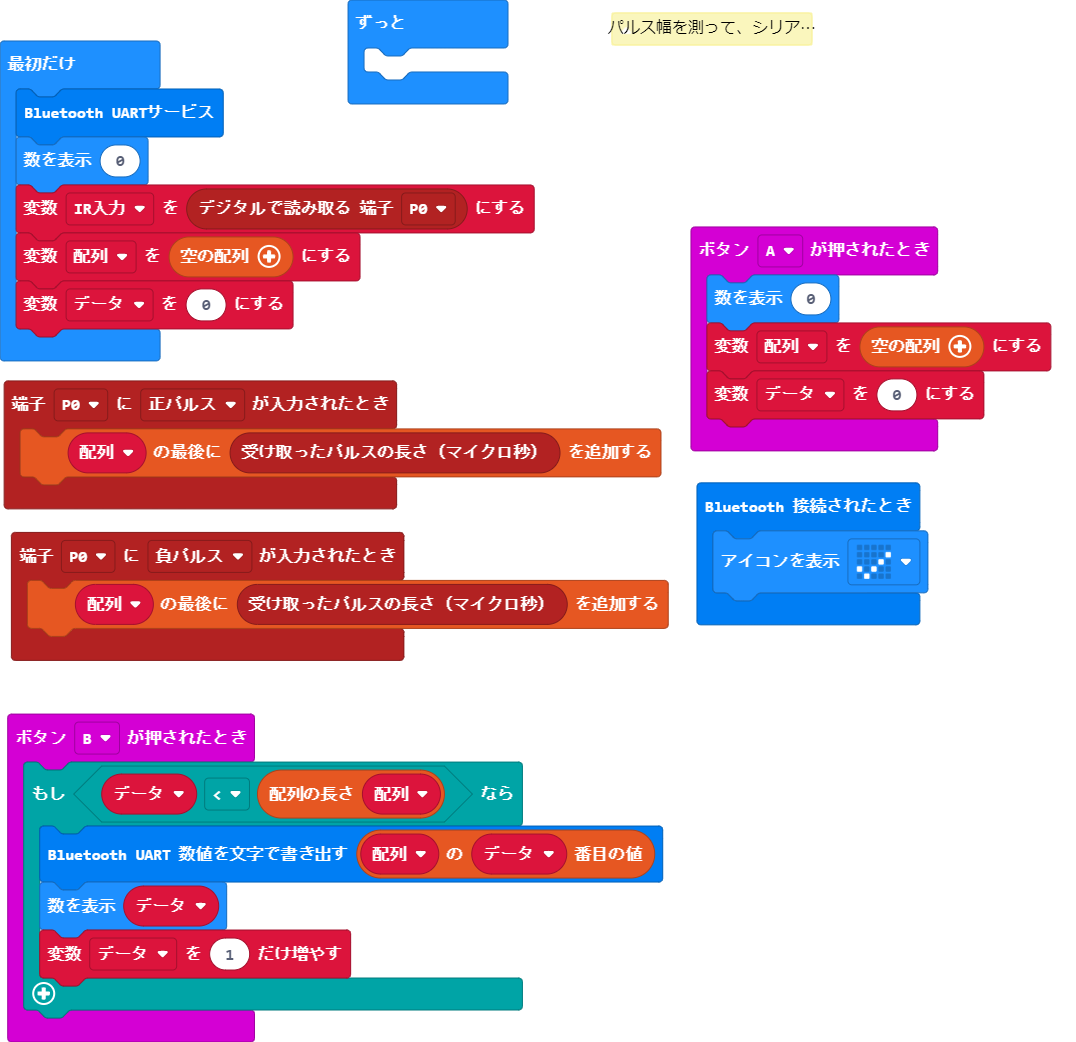 ずっと
パルス幅を測って、シリア…
最初だけ
Bluetooth UARTサービス
数を表示 0
変数 IR入力 を デジタルで読み取る 端子 P0 にする
変数 配列 を 空の配列 にする
変数 データ を 0 にする
ボタン A が押されたとき
数を表示 0
変数 配列 を 空の配列 にする
変数 データ を 0 にする
端子 P0 に 正パルス が入力されたとき
配列 の最後に 受け取ったパルスの長さ（マイクロ秒） を追加する
Bluetooth 接続されたとき
アイコンを表示
端子 P0 に 負パルス が入力されたとき
配列 の最後に 受け取ったパルスの長さ（マイクロ秒） を追加する
ボタン B が押されたとき
もし データ < 配列の長さ 配列 なら
Bluetooth UART 数値を文字で書き出す 配列 の データ 番目の値
数を表示 データ
変数 データ を 1 だけ増やす